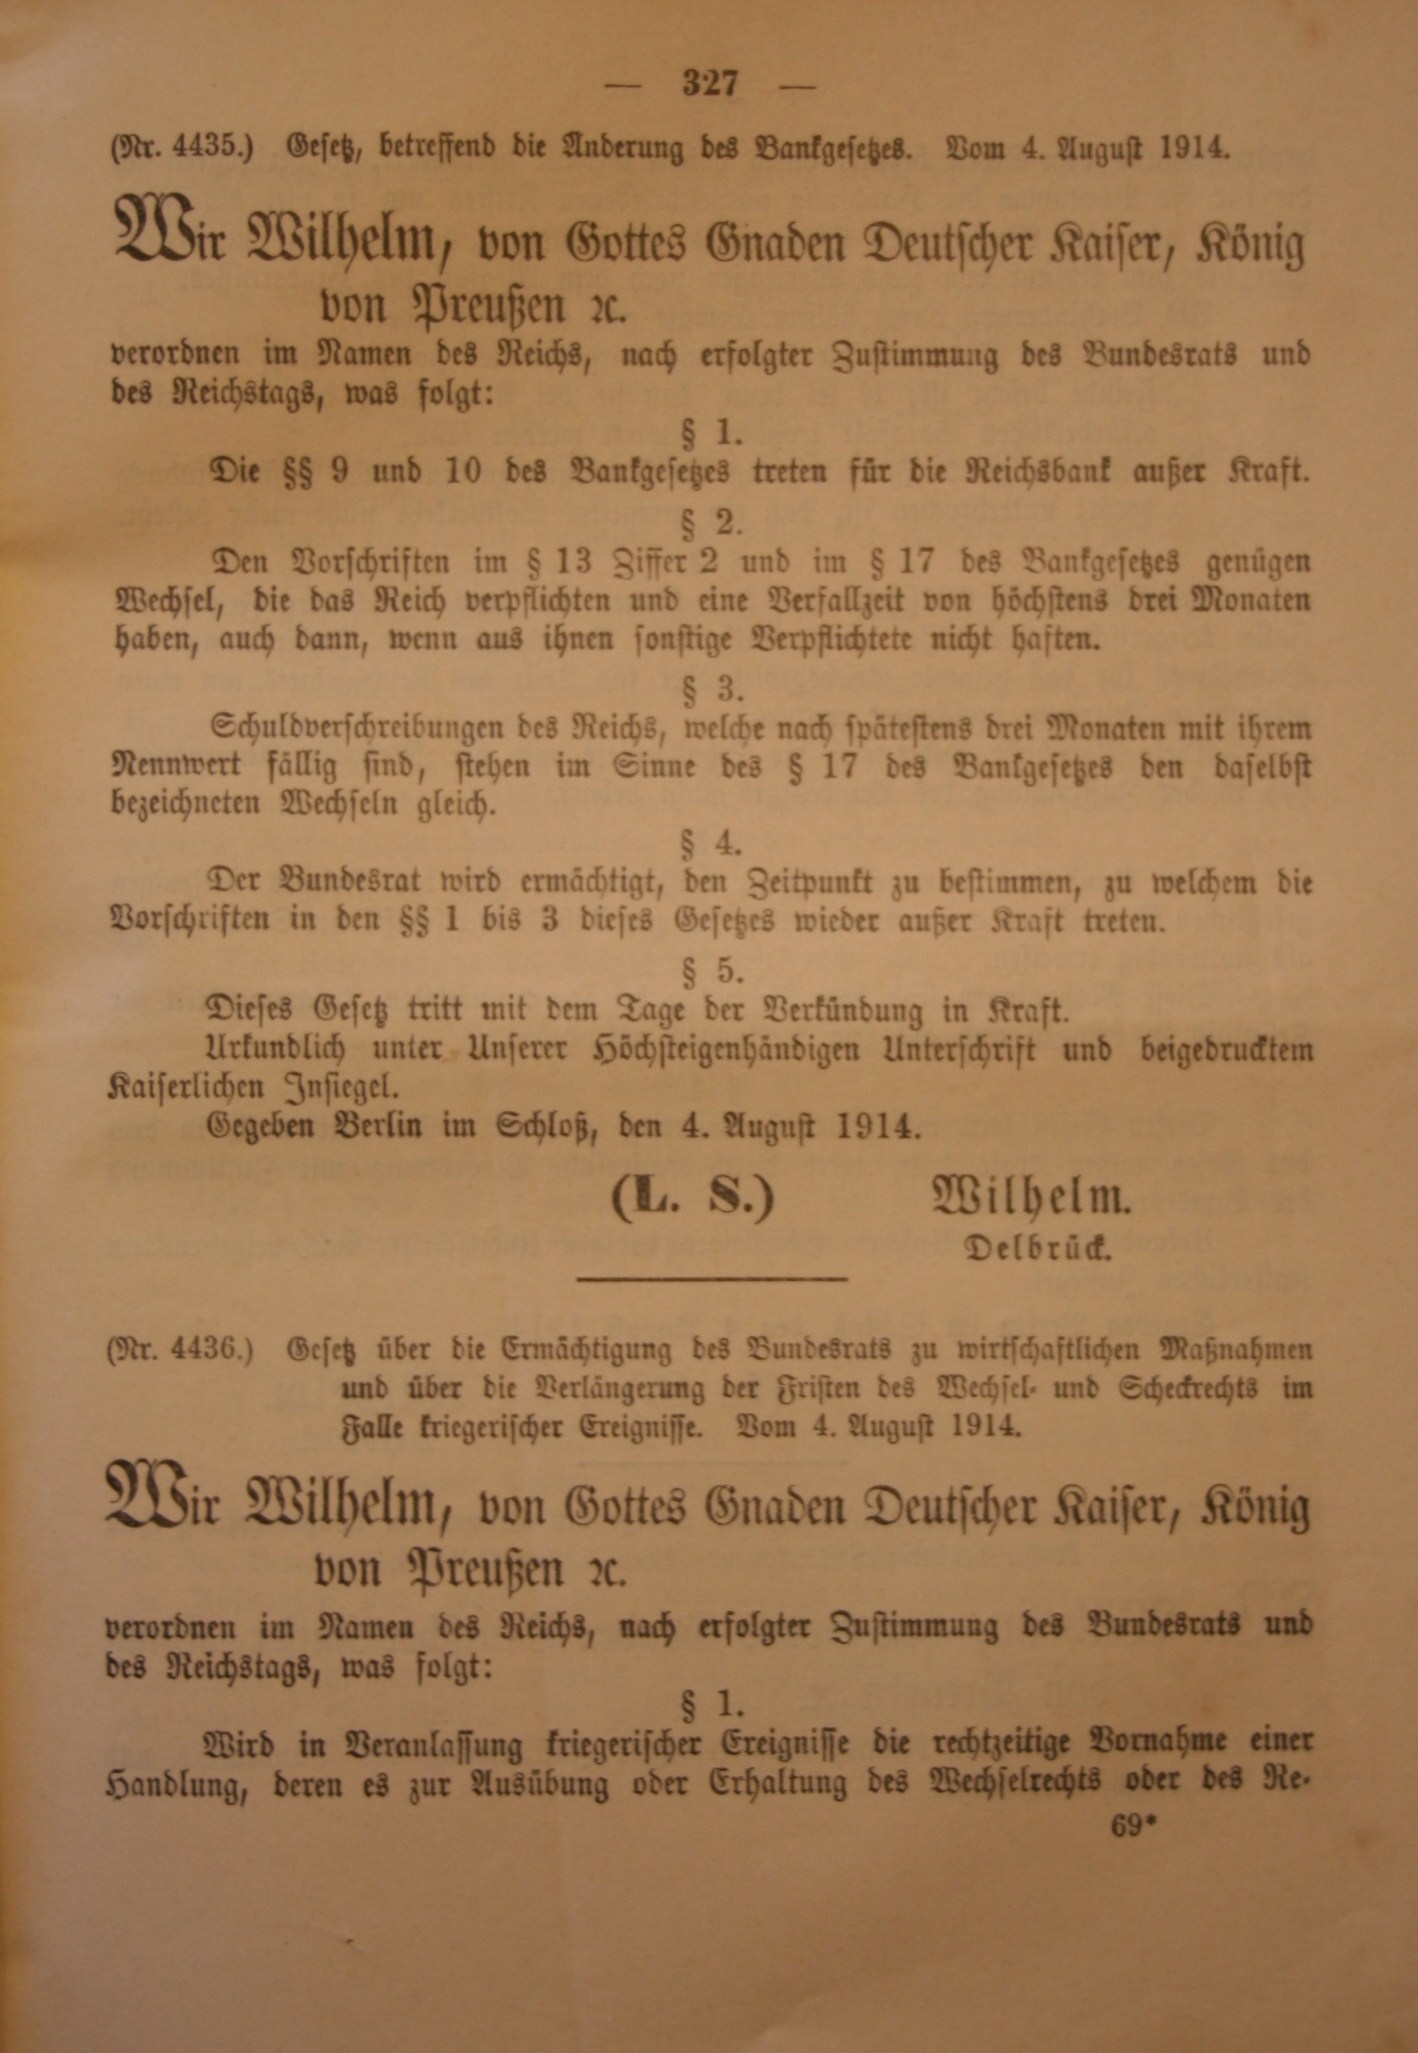 — 327 —
(Nr. 4435.) Gesetz, betreffend die Änderung des Bankgesetzes. Vom 4. August 1914.
Wir Wilhelm, von Gottes Gnaden Deutscher Kaiser, König
von Preußen ꝛc.
verordnen im Namen des Reichs, nach erfolgter Zustimmung des Bundesrats und
des Reichstags, was folgt:
§ 1.
Die §§ 9 und 10 des Bankgesetzes treten für die Reichsbank außer Kraft.
§ 2.
Den Vorschriften im § 13 Ziffer 2 und im § 17 des Bankgesetzes genügen
Wechsel, die das Reich verpflichten und eine Verfallzeit von höchstens drei Monaten
haben, auch dann, wenn aus ihnen sonstige Verpflichtete nicht haften.
§ 3.
Schuldverschreibungen des Reichs, welche nach spätestens drei Monaten mit ihrem
Nennwert fällig sind, stehen im Sinne des § 17 des Bankgesetzes den daselbst
bezeichneten Wechseln gleich.
§ 4.
Der Bundesrat wird ermächtigt, den Zeitpunkt zu bestimmen, zu welchem die
Vorschriften in den §§ 1 bis 3 dieses Gesetzes wieder außer Kraft treten.
§ 5.
Dieses Gesetz tritt mit dem Tage der Verkündung in Kraft.
Urkundlich unter Unserer Höchsteigenhändigen Unterschrift und beigedrucktem
Kaiserlichen Insiegel.
Gegeben Berlin im Schloß, den 4. August 1914.
(L. S.) Wilhelm.
Delbrück.
(Nr. 4436.) Gesetz über die Ermächtigung des Bundesrats zu wirtschaftlichen Maßnahmen
und über die Verlängerung der Fristen des Wechsel- und Scheckrechts im
Falle kriegerischer Ereignisse. Vom 4. August 1914.
Wir Wilhelm, von Gottes Gnaden Deutscher Kaiser, König
von Preußen ꝛc.
verordnen im Namen des Reichs, nach erfolgter Zustimmung des Bundesrats und
des Reichstags, was folgt:
§ 1.
Wird in Veranlassung kriegerischer Ereignisse die rechtzeitige Vornahme einer
Handlung, deren es zur Ausübung oder Erhaltung des Wechselrechts oder des Re-
69*